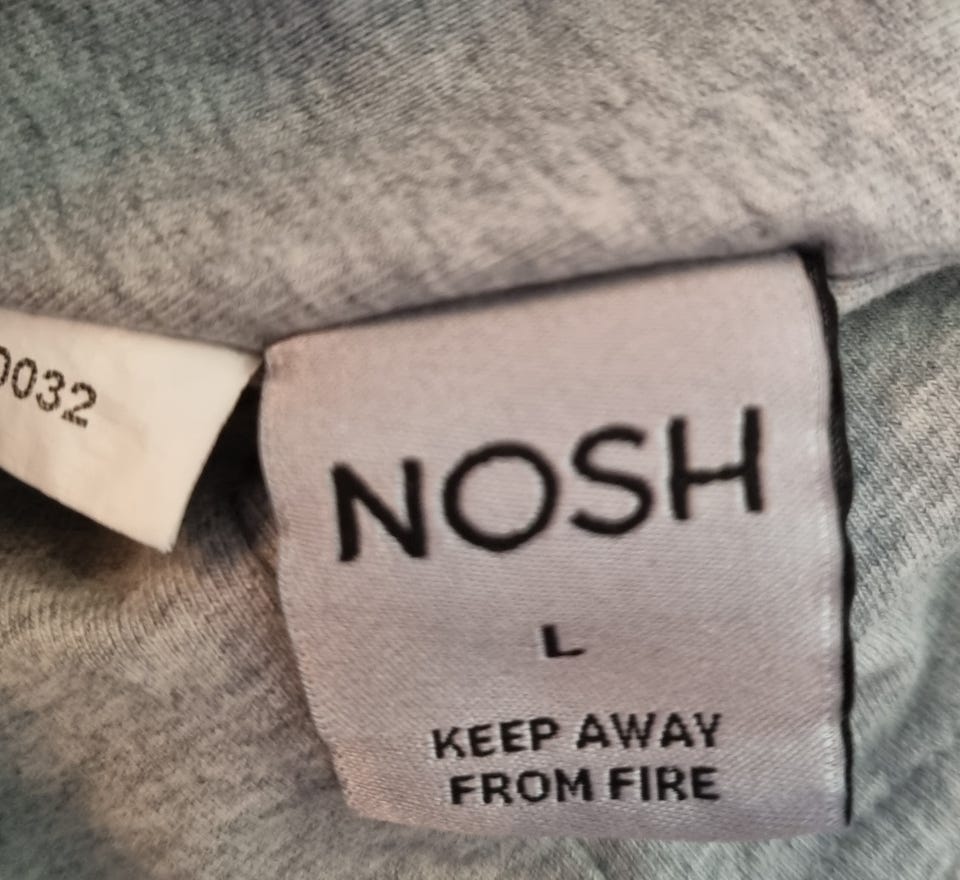 0032
NOSH
L
KEEP AWAY
FROM FIRE